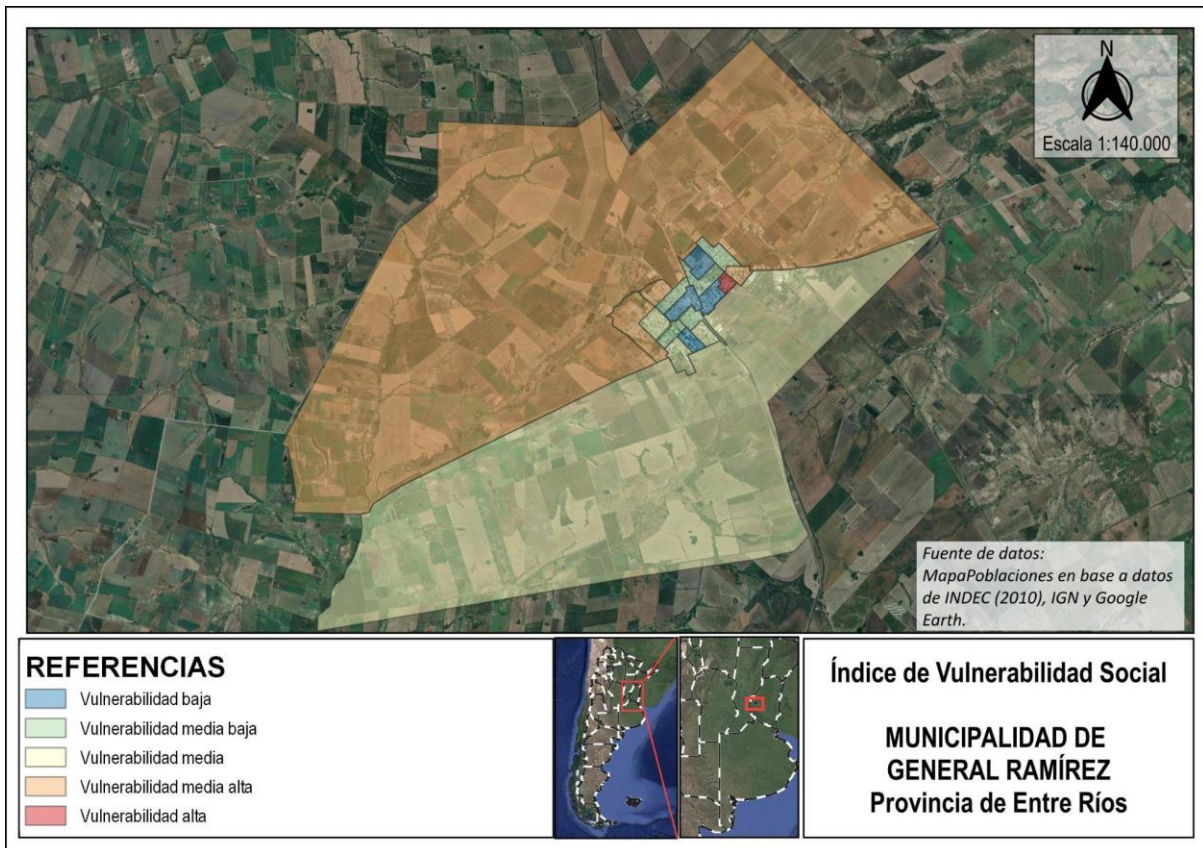 N
Escala 1:140.000
Fuente de datos:
MapaPoblaciones en base a datos
de INDEC (2010), IGN y Google
Earth.
REFERENCIAS
Vulnerabilidad baja
Vulnerabilidad media baja
Vulnerabilidad media
Vulnerabilidad media alta
Vulnerabilidad alta
Índice de Vulnerabilidad Social
MUNICIPALIDAD DE
GENERAL RAMÍREZ
Provincia de Entre Ríos